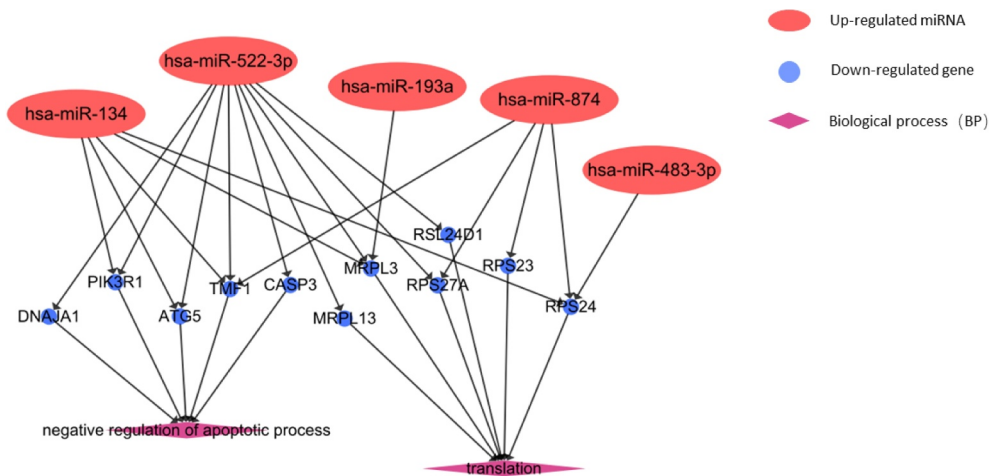 Up-regulated miRNA
hsa-miR-522-3p
Down-regulated gene
hsa-miR-193a
hsa-miR-874
hsa-miR-134
Biological process (BP)
hsa-miR-483-3p
RSL24D1
MRPL3
RPS23
PIK3R1
TMF1
CASP3
RPS27A
RPS24
DNAJA1
ATG5
MRPL13
negative regulation of apoptotic process
translation